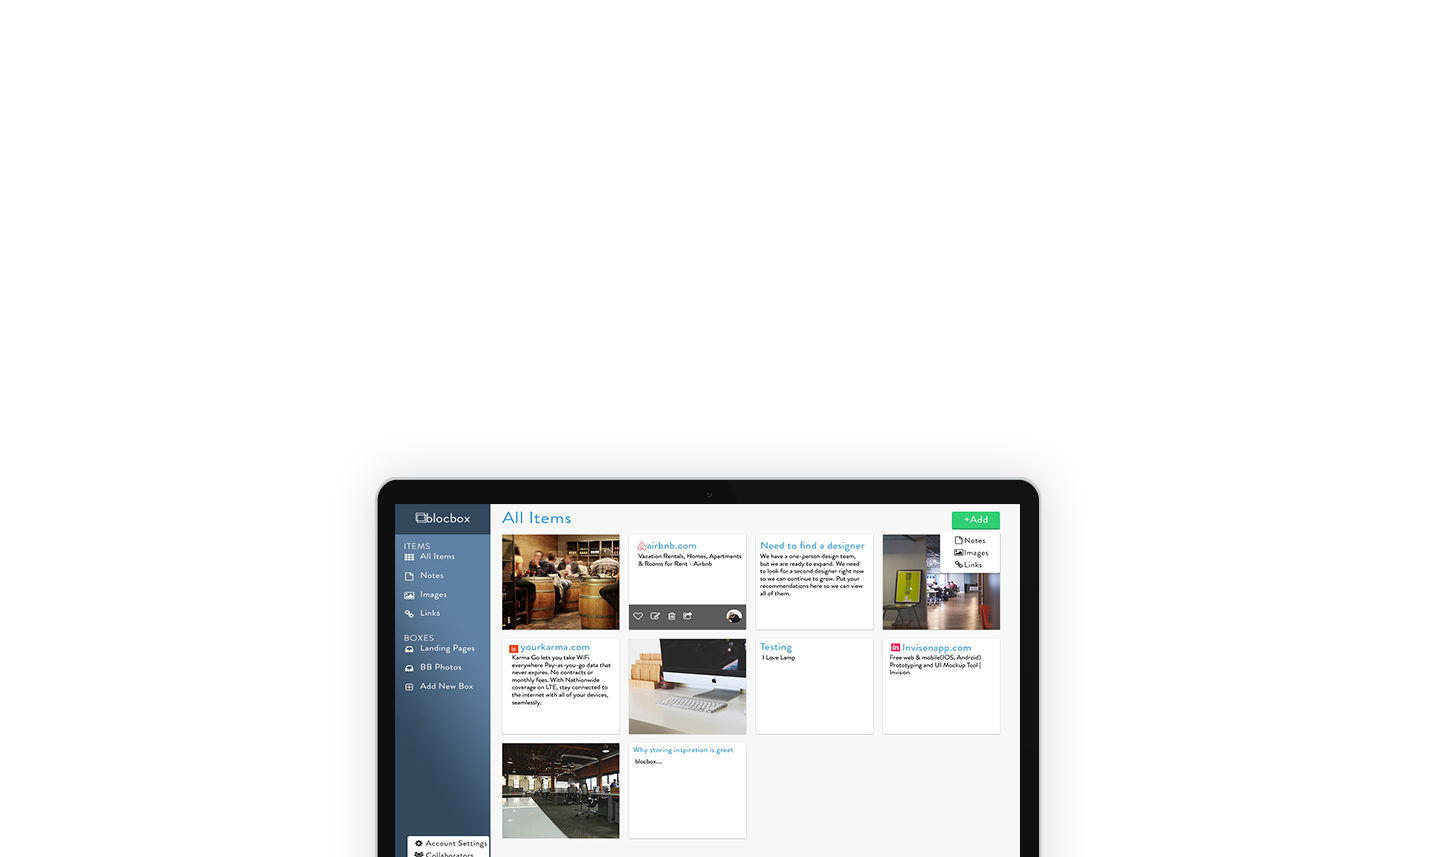 blocbox
ITEMS
All Items
Notes
Images
Links
BOXES
Landing Pages
BB Photos
Add New Box
Account Settings
Collaborators
All Items
+Add
Notes
Images
Links
airbnb.com
Vacation Rentals, Homes, Apartments
& Rooms for Rent - Airbnb
Need to find a designer
We have a one-person design team,
but we are ready to expand. We need
to look for a second designer right now
so we can continue to grow. Put your
recommendations here so we can view
all of them.
yourkarma.com
Karma Go lets you take WiFi
everywhere Pay-as-you-go data that
never expires. No contracts or
monthly fees. With Nathionwide
coverage on LTE, stay connected to
the internet with all of your devices,
seamlessly.
Testing
I Love Lamp
in Invisonapp.com
Free web & mobile(IOS, Android)
Prototyping and UI Mockup Tool |
Invision
Why storing inspiration is great
blocbox....